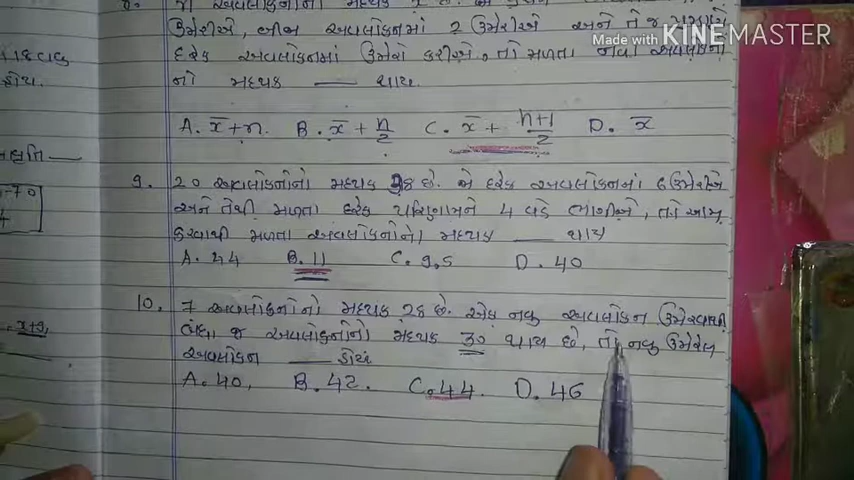 Made with KINEMASTER
ઉમેરીએ, બીજા અવલોકનમાં 2 ઉમેરીએ અને તે જ પ્રમાણે
દરેક અવલોકનમાં ઉમેરો કરીએ, તો મળતા નવા અવલોકનો
નો મધ્યક ___ થાય.
A. x̅+n. B. x̅ + n/2 C. x̅ + (n+1)/2 D. x̅
9. 20 અવલોકનોનો મધ્યક 38 છે. જો દરેક અવલોકનમાં 6 ઉમેરીએ
અને તેથી મળતા દરેક પરિણામને 4 વડે ભાગીએ, તો આમ
કરવાથી મળતા અવલોકનોનો મધ્યક ___ થાય
A. 44 B. 11 C. 9.5 D. 40
10. 7 અવલોકનોનો મધ્યક 28 છે. એક નવુ અવલોકન ઉમેરવાથી
બધા જ અવલોકનોનો મધ્યક 30 થાય છે, તો નવુ ઉમેરેલ
અવલોકન ___ હોય
A. 40, B. 42. C. 44. D. 46